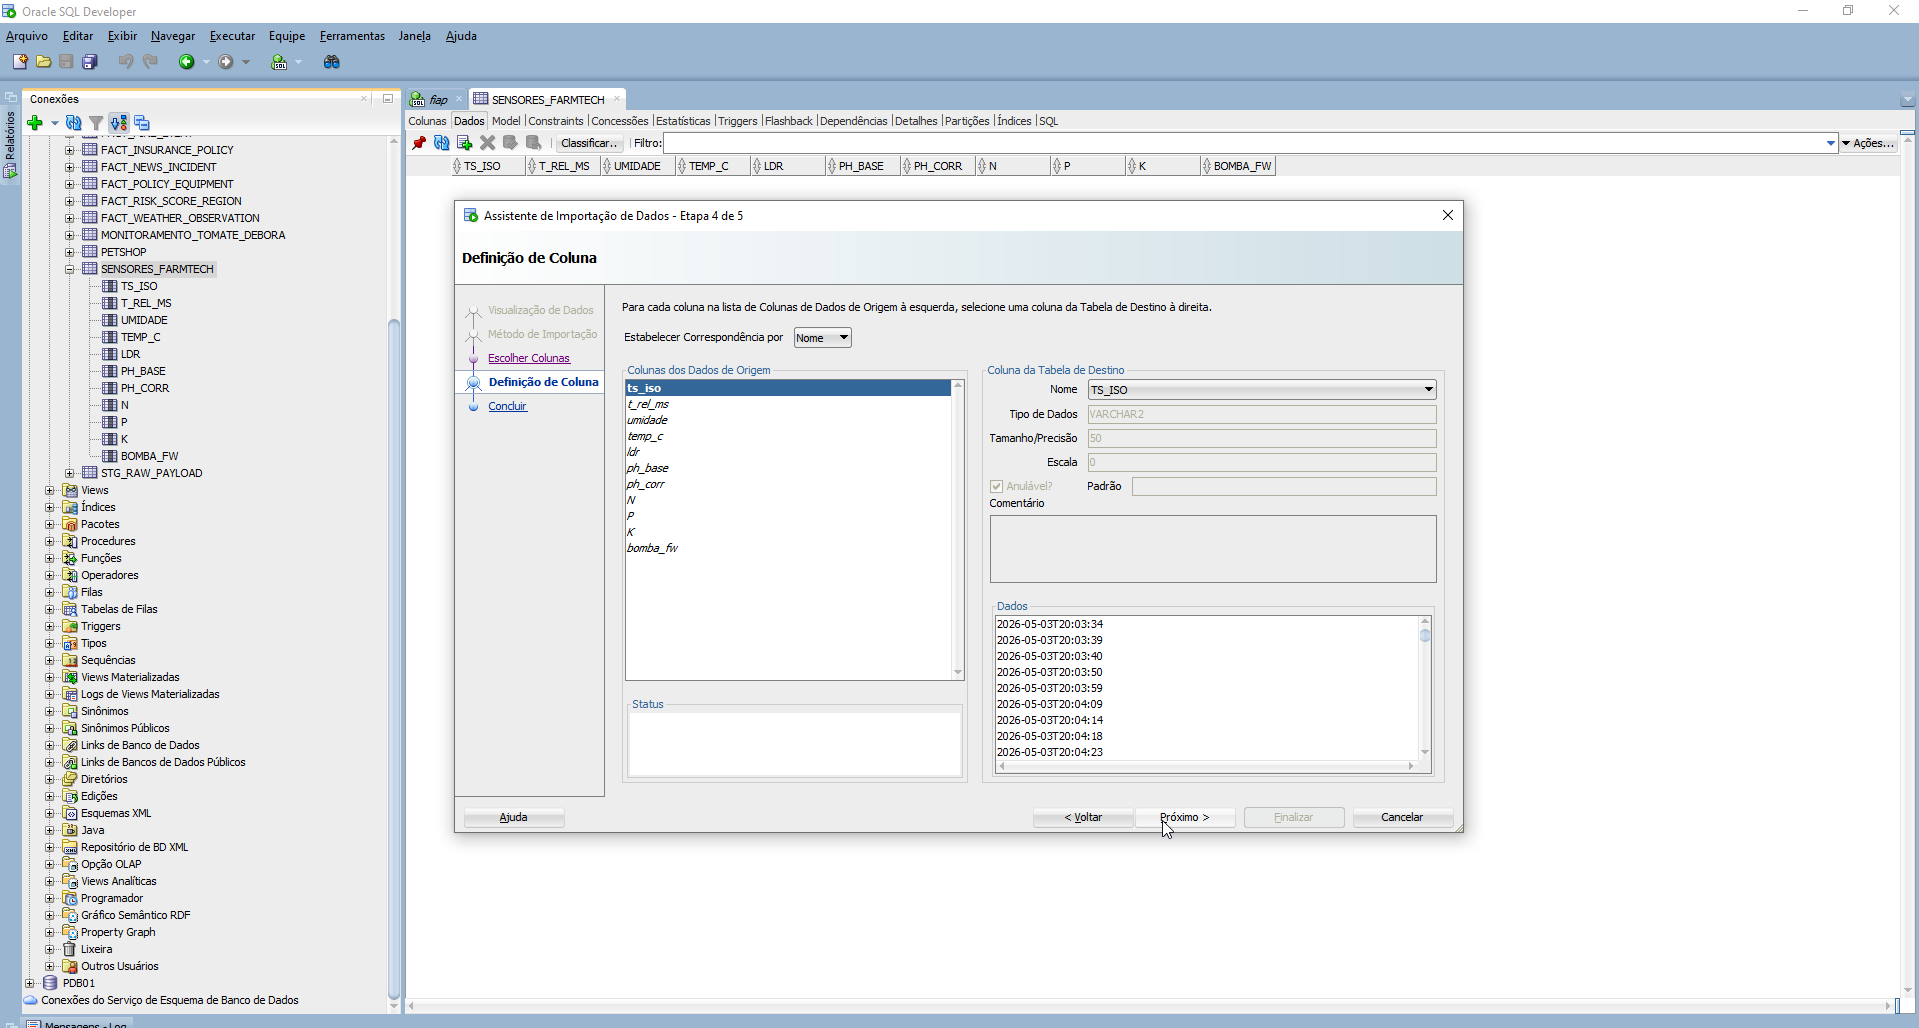 Oracle SQL Developer
Arquivo Editar Exibir Navegar Executar Equipe Ferramentas Janela Ajuda
Relatórios
Conexões
FACT_INSURANCE_POLICY
FACT_NEWS_INCIDENT
FACT_POLICY_EQUIPMENT
FACT_RISK_SCORE_REGION
FACT_WEATHER_OBSERVATION
MONITORAMENTO_TOMATE_DEBORA
PETSHOP
SENSORES_FARMTECH
TS_ISO
T_REL_MS
UMIDADE
TEMP_C
LDR
PH_BASE
PH_CORR
N
P
K
BOMBA_FW
STG_RAW_PAYLOAD
Views
Índices
Pacotes
Procedures
Funções
Operadores
Filas
Tabelas de Filas
Triggers
Tipos
Sequências
Views Materializadas
Logs de Views Materializadas
Sinônimos
Sinônimos Públicos
Links de Banco de Dados
Links de Bancos de Dados Públicos
Diretórios
Edições
Esquemas XML
Java
Repositório de BD XML
Opção OLAP
Views Analíticas
Programador
Gráfico Semântico RDF
Property Graph
Lixeira
Outros Usuários
PDB01
Conexões do Serviço de Esquema de Banco de Dados
Mensagens - Log
fiap SENSORES_FARMTECH
Colunas Dados Model Constraints Concessões Estatísticas Triggers Flashback Dependências Detalhes Partições Índices SQL
Classificar.. Filtro: Ações...
TS_ISO T_REL_MS UMIDADE TEMP_C LDR PH_BASE PH_CORR N P K BOMBA_FW
Assistente de Importação de Dados - Etapa 4 de 5
Definição de Coluna
Visualização de Dados
Método de Importação
Escolher Colunas
Definição de Coluna
Concluir
Para cada coluna na lista de Colunas de Dados de Origem à esquerda, selecione uma coluna da Tabela de Destino à direita.
Estabelecer Correspondência por Nome
Colunas dos Dados de Origem
ts_iso
t_rel_ms
umidade
temp_c
ldr
ph_base
ph_corr
N
P
K
bomba_fw
Status
Coluna da Tabela de Destino
Nome TS_ISO
Tipo de Dados VARCHAR2
Tamanho/Precisão 50
Escala 0
Anulável? Padrão
Comentário
Dados
2026-05-03T20:03:34
2026-05-03T20:03:39
2026-05-03T20:03:40
2026-05-03T20:03:50
2026-05-03T20:03:59
2026-05-03T20:04:09
2026-05-03T20:04:14
2026-05-03T20:04:18
2026-05-03T20:04:23
Ajuda < Voltar Próximo > Finalizar Cancelar